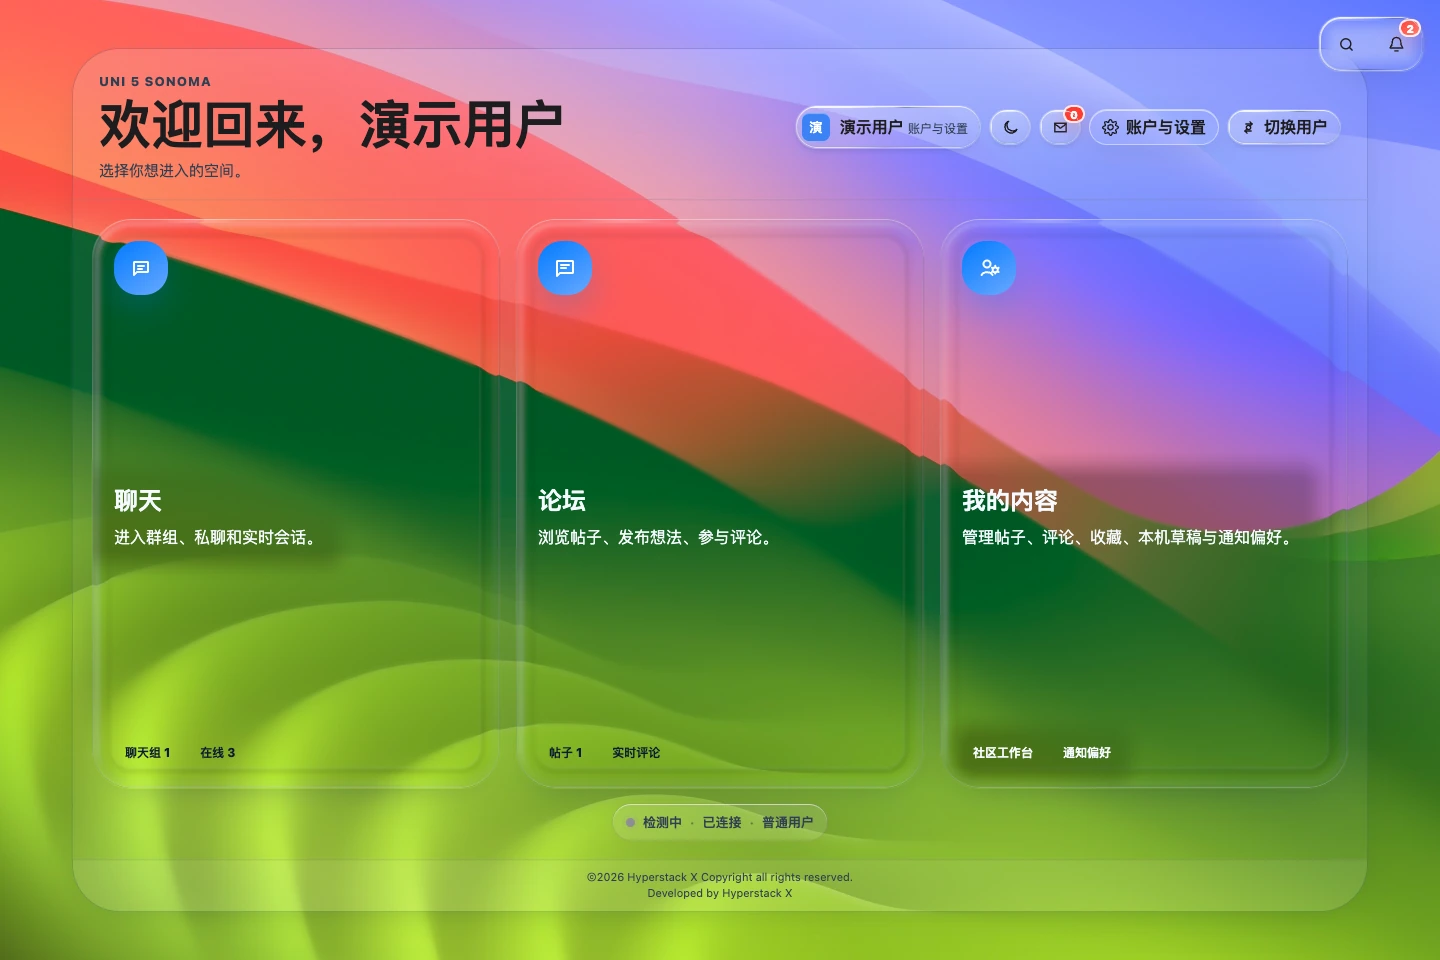 2
UNI 5 SONOMA
欢迎回来，演示用户
选择你想进入的空间。
演 演示用户 账户与设置
0
账户与设置
切换用户
聊天
进入群组、私聊和实时会话。
聊天组 1 在线 3
论坛
浏览帖子、发布想法、参与评论。
帖子 1 实时评论
我的内容
管理帖子、评论、收藏、本机草稿与通知偏好。
社区工作台 通知偏好
检测中 · 已连接 · 普通用户
©2026 Hyperstack X Copyright all rights reserved.
Developed by Hyperstack X